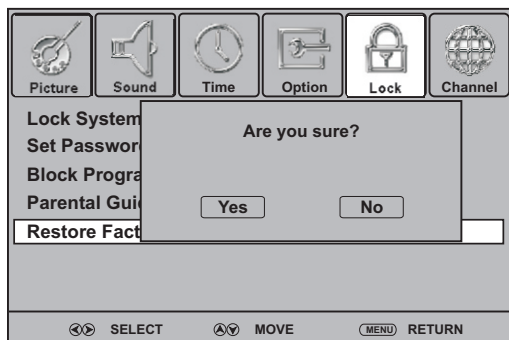 Picture Sound Time Option Lock Channel
Lock System
Are you sure?
Set Passwor
Block Progra
Parental Gui
Yes No
Restore Fact
SELECT MOVE MENU RETURN